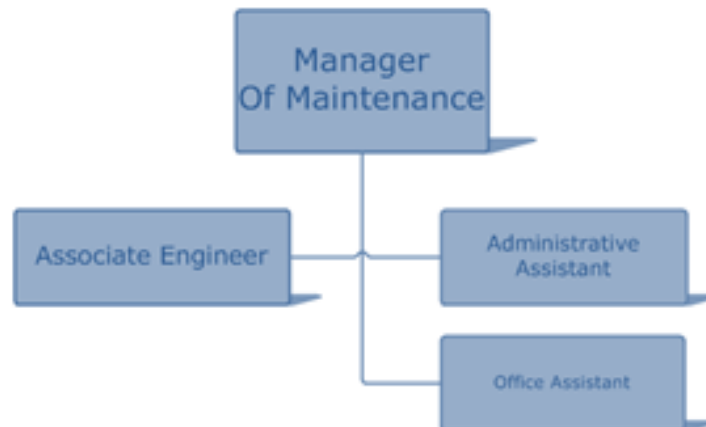 Manager
Of Maintenance
Associate Engineer
Administrative
Assistant
Office Assistant